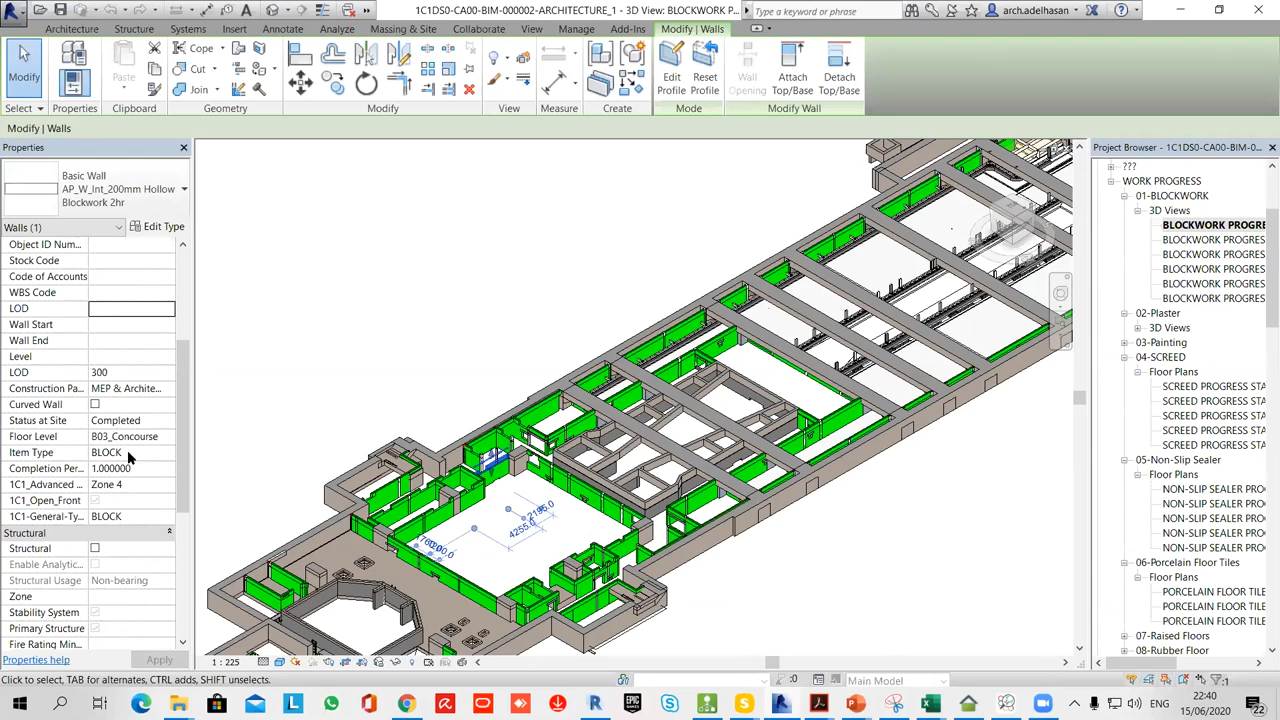 1C1DS0-CA00-BIM-000002-ARCHITECTURE_1 - 3D View: BLOCKWORK P...
Type a keyword or phrase
arch.adelhasan
Architecture Structure Systems Insert Annotate Analyze Massing & Site Collaborate View Manage Add-Ins Modify | Walls
Modify
Paste
Cope
Cut
Join
Edit Profile
Reset Profile
Wall Opening
Attach Top/Base
Detach Top/Base
Select Properties Clipboard Geometry Modify View Measure Create Mode Modify Wall
Modify | Walls
Properties
Basic Wall
AP_W_Int_200mm Hollow
Blockwork 2hr
Walls (1)
Edit Type
Object ID Num...
Stock Code
Code of Accounts
WBS Code
LOD
Wall Start
Wall End
Level
LOD 300
Construction Pa... MEP & Archite...
Curved Wall
Status at Site Completed
Floor Level B03_Concourse
Item Type BLOCK
Completion Per... 1.000000
1C1_Advanced ... Zone 4
1C1_Open_Front
1C1-General-Ty... BLOCK
Structural
Structural
Enable Analytic...
Structural Usage Non-bearing
Zone
Stability System
Primary Structure
Fire Rating Min...
Properties help
Apply
4255.0
Project Browser - 1C1DS0-CA00-BIM-0...
???
WORK PROGRESS
01-BLOCKWORK
3D Views
BLOCKWORK PROGRE
BLOCKWORK PROGRES
BLOCKWORK PROGRES
BLOCKWORK PROGRES
BLOCKWORK PROGRES
BLOCKWORK PROGRES
02-Plaster
3D Views
03-Painting
04-SCREED
Floor Plans
SCREED PROGRESS STA
SCREED PROGRESS STA
SCREED PROGRESS STA
SCREED PROGRESS STA
SCREED PROGRESS STA
05-Non-Slip Sealer
Floor Plans
NON-SLIP SEALER PRO
NON-SLIP SEALER PRO
NON-SLIP SEALER PRO
NON-SLIP SEALER PRO
NON-SLIP SEALER PRO
06-Porcelain Floor Tiles
Floor Plans
PORCELAIN FLOOR TILE
PORCELAIN FLOOR TILE
PORCELAIN FLOOR TILE
07-Raised Floors
08-Rubber Floor
1 : 225
Click to select, TAB for alternates, CTRL adds, SHIFT unselects.
:0
Main Model
:1
EPIC GAMES
ENG
22:40
15/06/2020
22